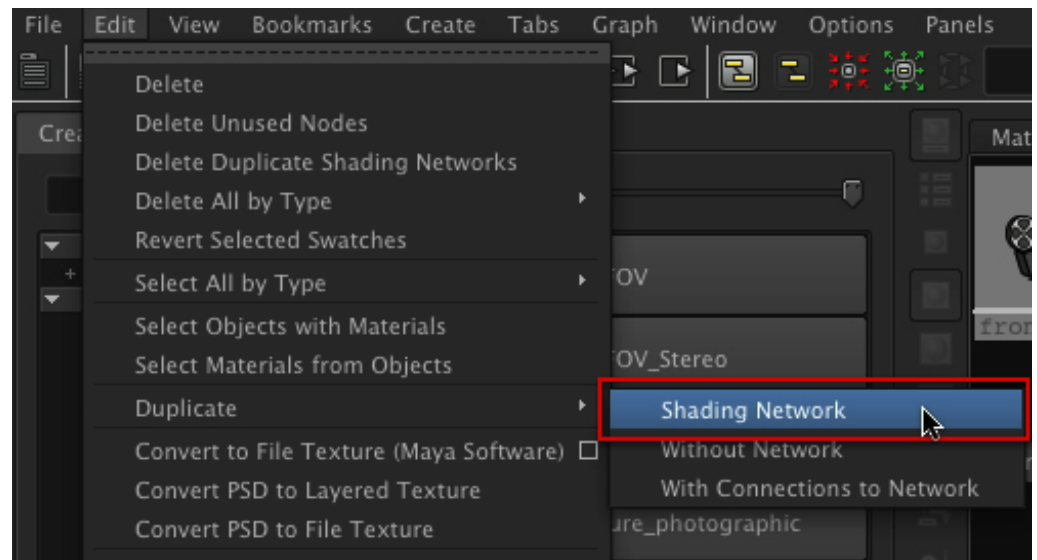 File Edit View Bookmarks Create Tabs Graph Window Options Panels
Delete
Delete Unused Nodes
Delete Duplicate Shading Networks
Delete All by Type
Revert Selected Swatches
Select All by Type
Select Objects with Materials
Select Materials from Objects
Duplicate
Convert to File Texture (Maya Software)
Convert PSD to Layered Texture
Convert PSD to File Texture
Shading Network
Without Network
With Connections to Network
Crea
Mat
OV
OV_Stereo
ure_photographic
fron